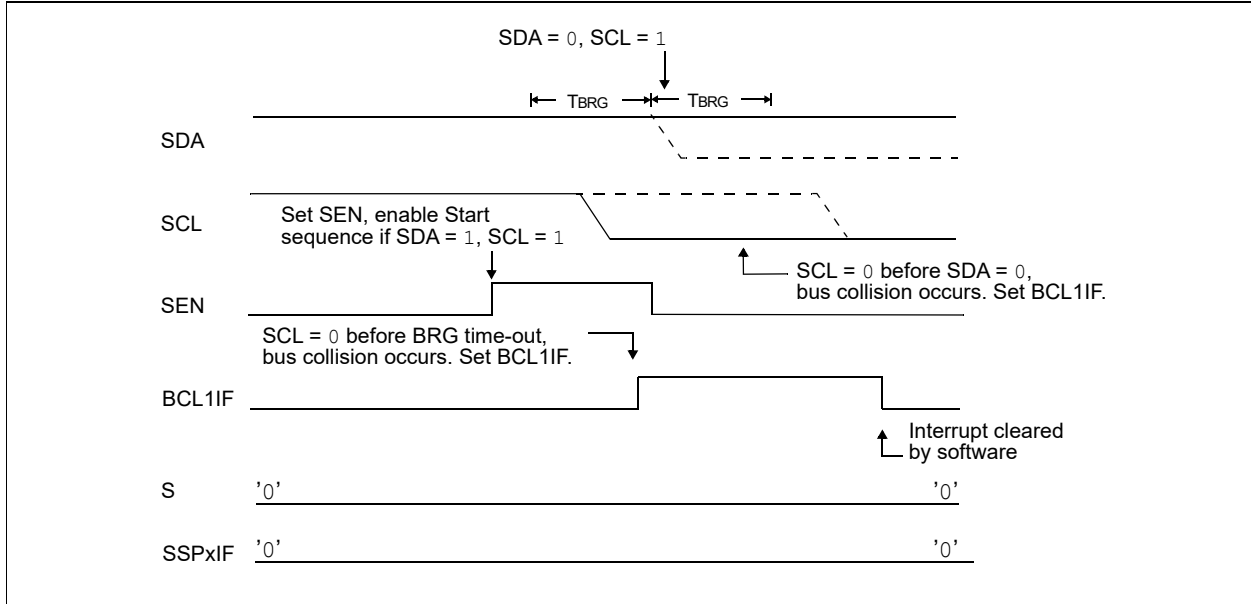 SDA = 0, SCL = 1
TBRG TBRG
SDA
SCL
Set SEN, enable Start
sequence if SDA = 1, SCL = 1
SCL = 0 before SDA = 0,
bus collision occurs. Set BCL1IF.
SEN
SCL = 0 before BRG time-out,
bus collision occurs. Set BCL1IF.
BCL1IF
Interrupt cleared
by software
S '0' '0'
SSPxIF '0' '0'